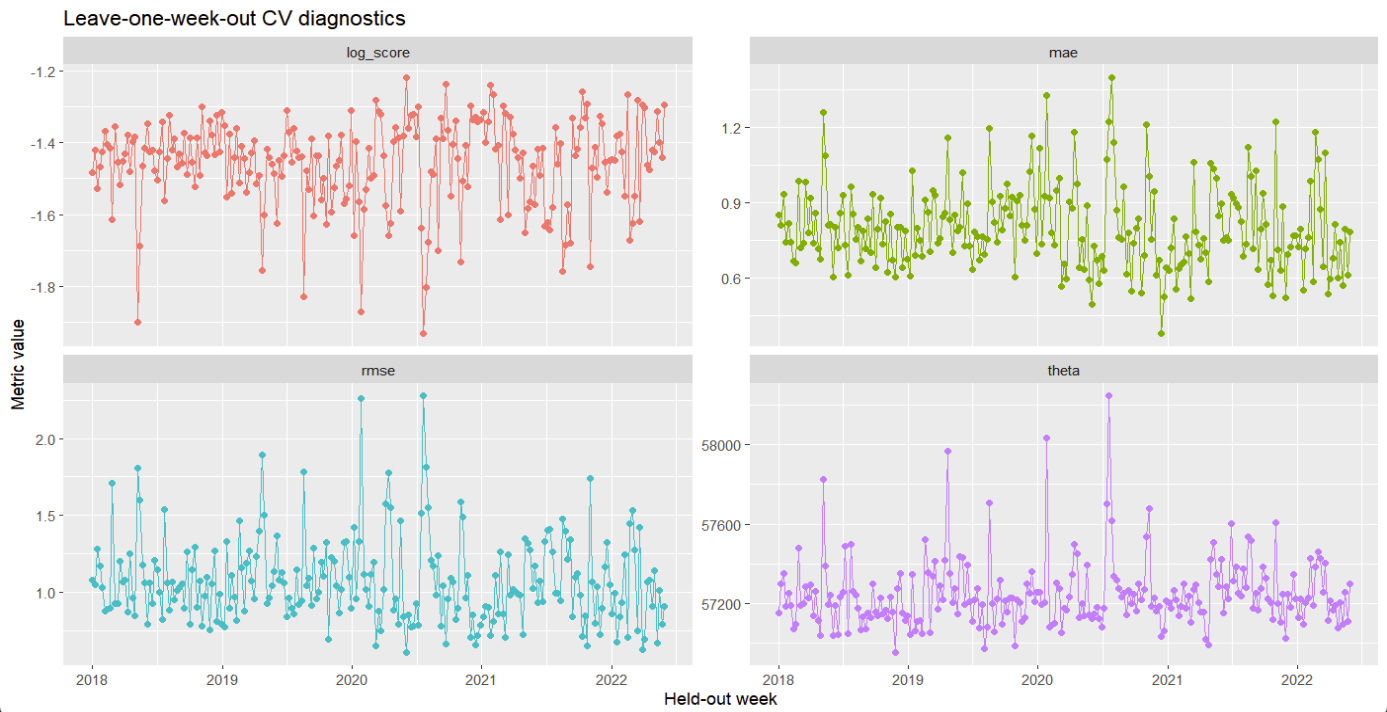 Leave-one-week-out CV diagnostics
log_score
mae
-1.2
-1.4
-1.6
-1.8
1.2
0.9
0.6
Metric value
rmse
theta
2.0
1.5
1.0
58000
57600
57200
2018 2019 2020 2021 2022
2018 2019 2020 2021 2022
Held-out week